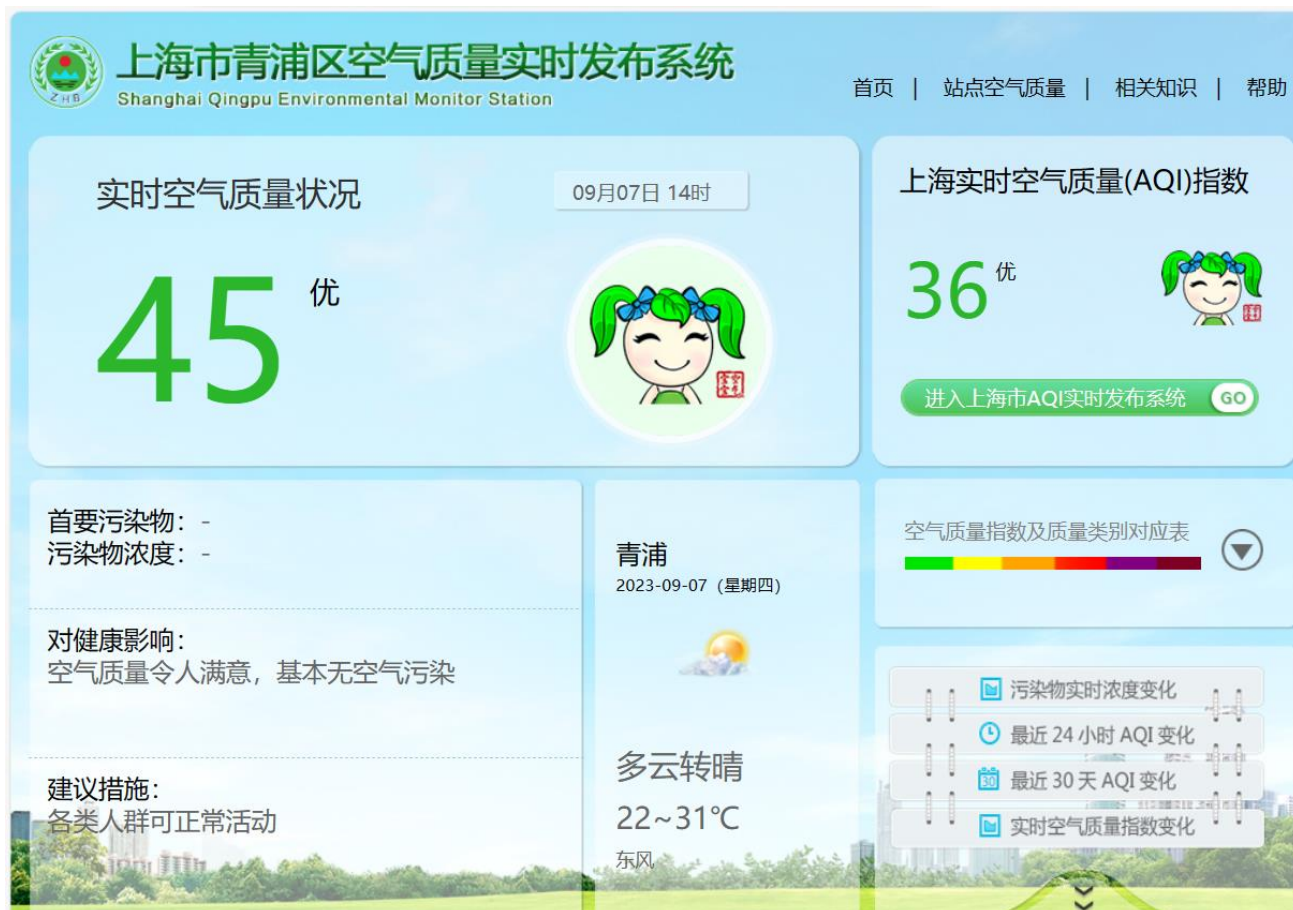 上海市青浦区空气质量实时发布系统
Shanghai Qingpu Environmental Monitor Station
ZHB
首页 | 站点空气质量 | 相关知识 | 帮助
实时空气质量状况
09月07日 14时
45 优
上海实时空气质量(AQI)指数
36 优
进入上海市AQI实时发布系统 GO
首要污染物: -
污染物浓度: -
对健康影响:
空气质量令人满意，基本无空气污染
建议措施:
各类人群可正常活动
青浦
2023-09-07 (星期四)
多云转晴
22~31℃
东风
空气质量指数及质量类别对应表
污染物实时浓度变化
最近 24 小时 AQI 变化
30 最近 30 天 AQI 变化
实时空气质量指数变化